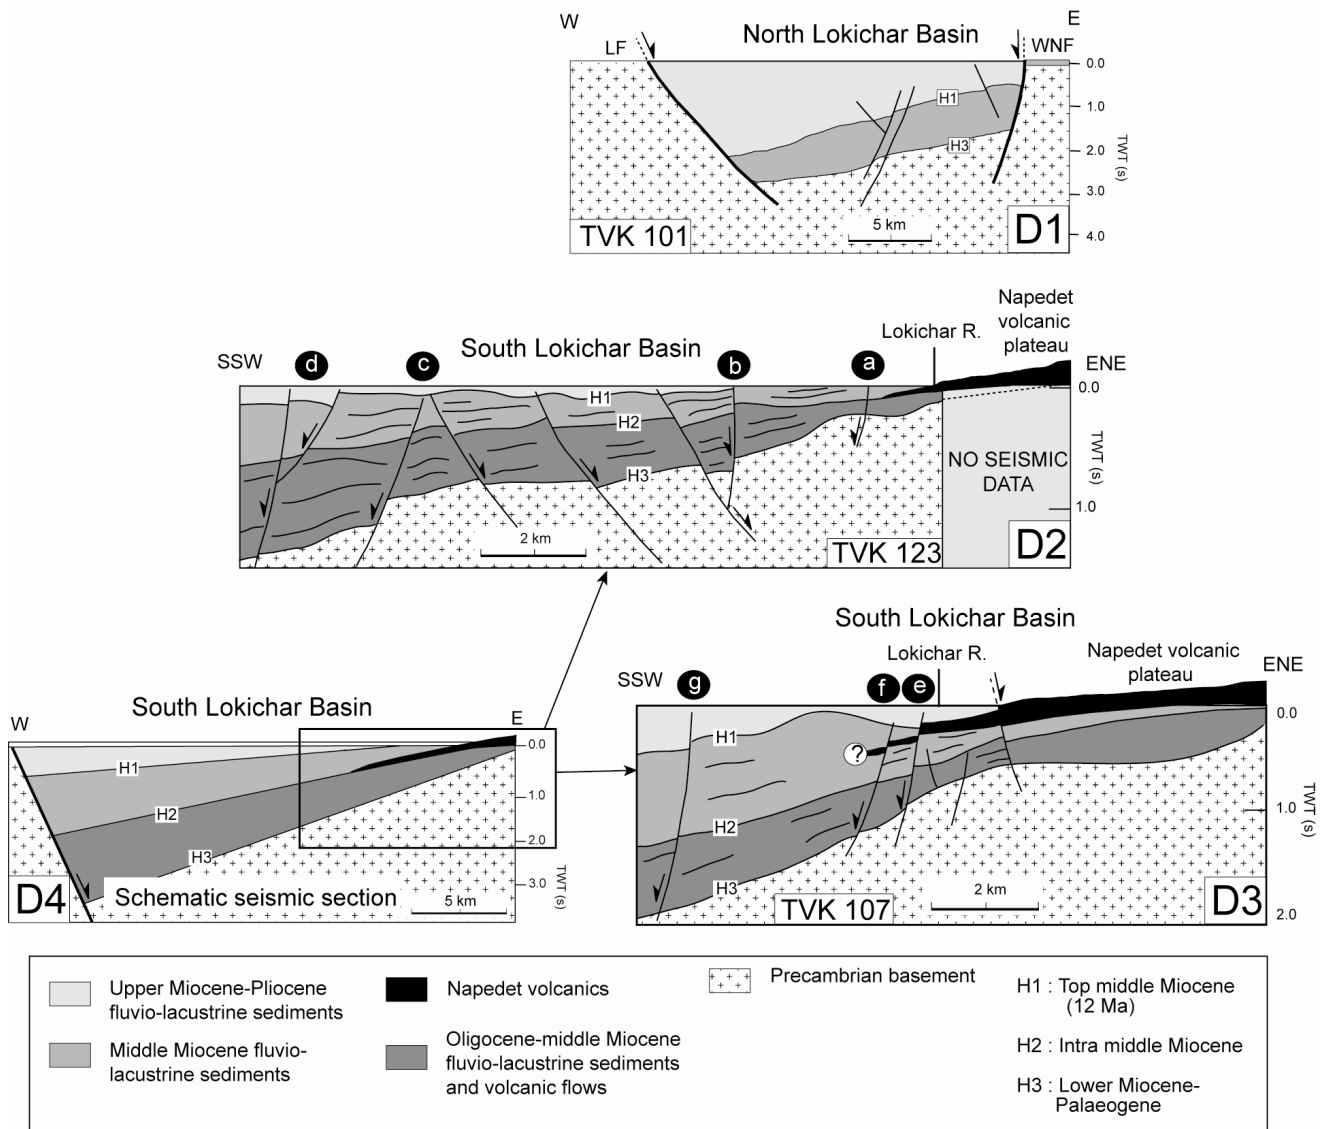 W
E
North Lokichar Basin
LF
WNF
0.0
H1
1.0
H3
2.0
TWT (s)
3.0
5 km
TVK 101
D1
4.0
Napedet
volcanic
plateau
Lokichar R.
SSW
d
c
South Lokichar Basin
b
a
ENE
0.0
H1
H2
TWT (s)
NO SEISMIC
DATA
H3
1.0
2 km
TVK 123
D2
South Lokichar Basin
Lokichar R.
Napedet volcanic
plateau
SSW
g
f
e
ENE
0.0
H1
?
1.0
TWT (s)
H2
H3
2 km
TVK 107
D3
2.0
South Lokichar Basin
W
E
0.0
H1
1.0
H2
2.0
H3
TWT (s)
3.0
D4
Schematic seismic section
5 km
Upper Miocene-Pliocene
fluvio-lacustrine sediments
Middle Miocene fluvio-
lacustrine sediments
Napedet volcanics
Oligocene-middle Miocene
fluvio-lacustrine sediments
and volcanic flows
Precambrian basement
H1 : Top middle Miocene
(12 Ma)
H2 : Intra middle Miocene
H3 : Lower Miocene-
Palaeogene